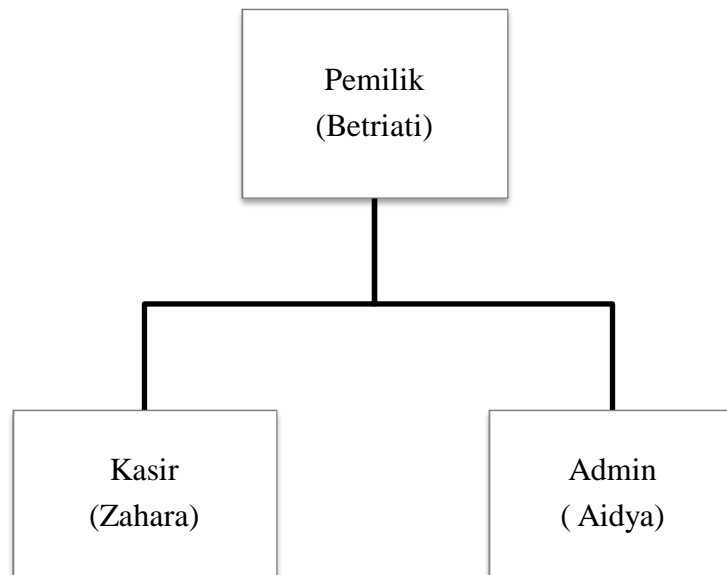 Pemilik
(Betriati)
Kasir
(Zahara)
Admin
( Aidya)